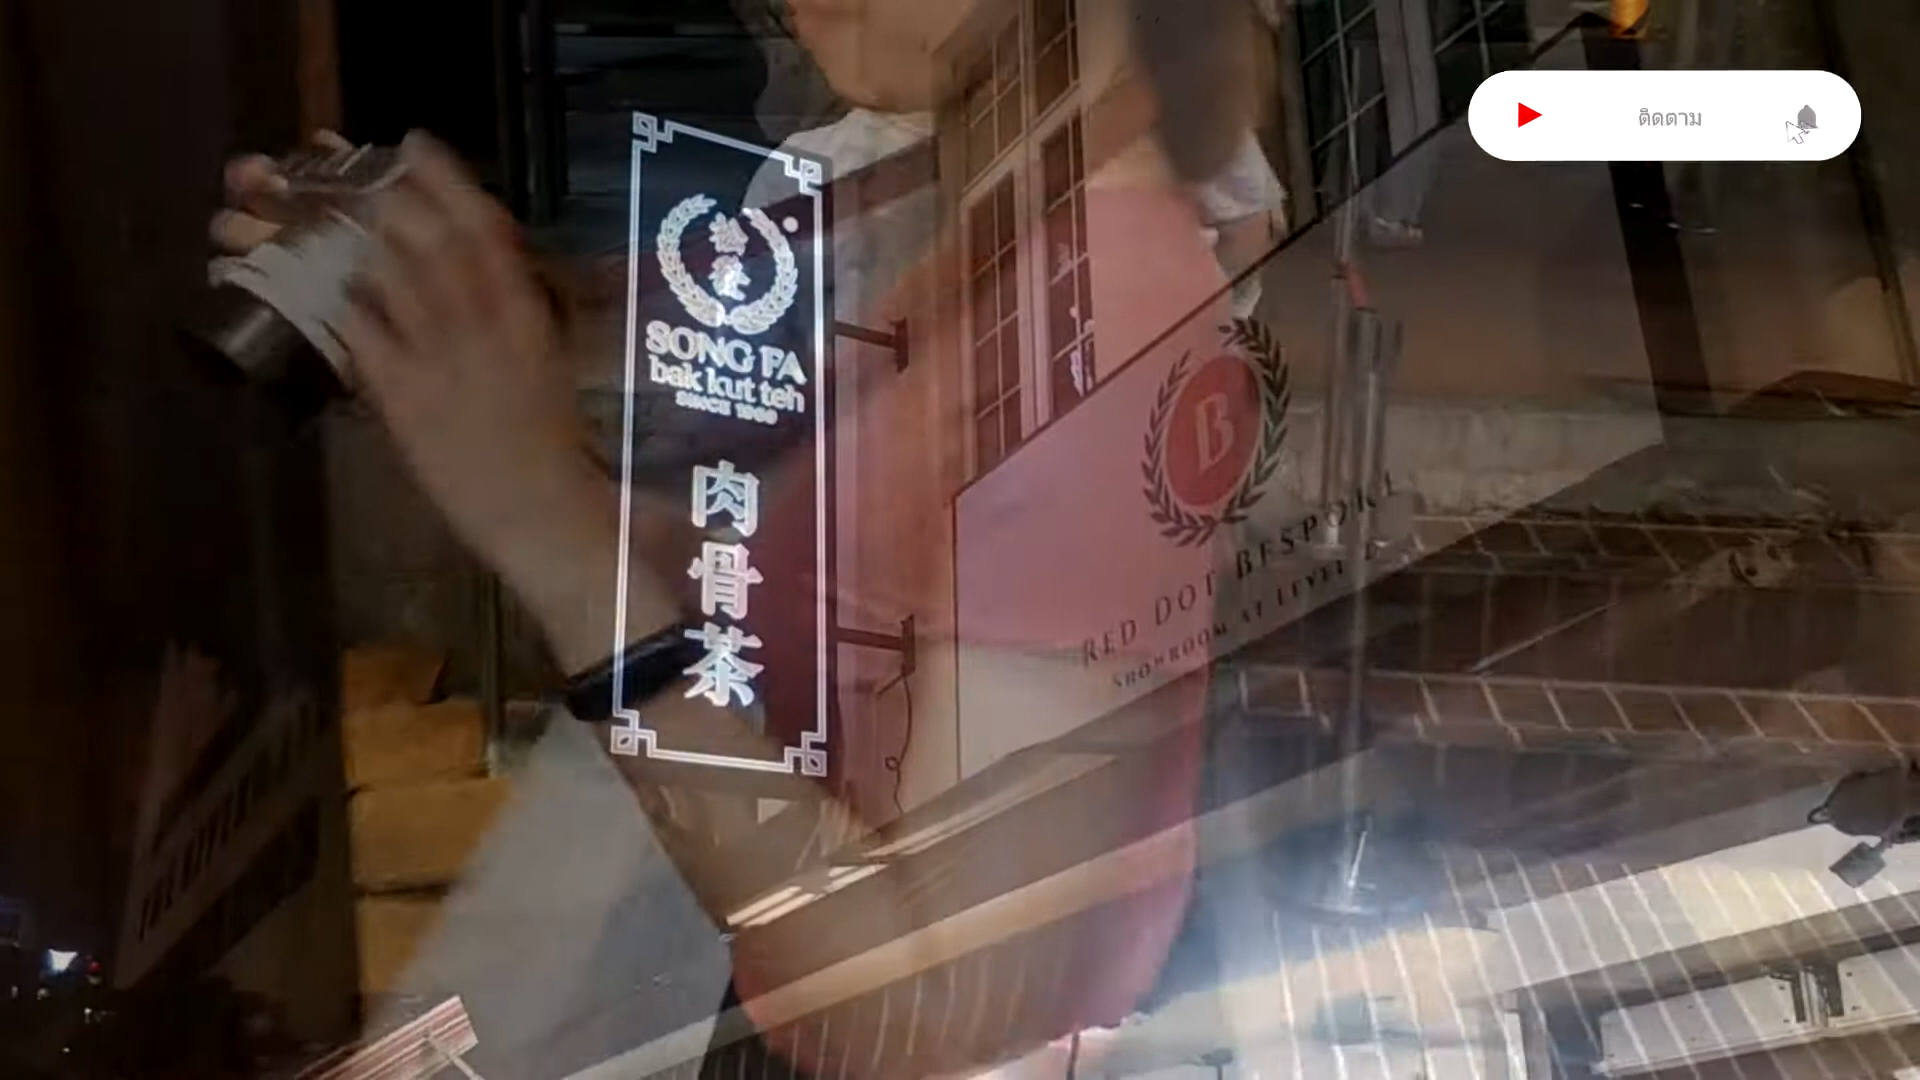 ติดตาม
松發
SONG FA
bak kut teh
SINCE 1969
肉骨茶
B
RED DOT BESPOKE
SHOWROOM AT LEVEL 2